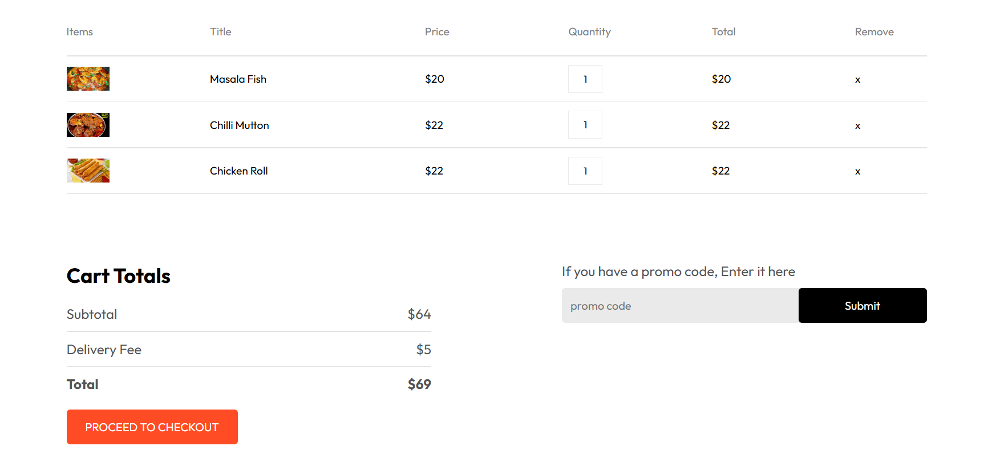 Items Title Price Quantity Total Remove
Masala Fish $20 1 $20 x
Chilli Mutton $22 1 $22 x
Chicken Roll $22 1 $22 x
Cart Totals
Subtotal $64
Delivery Fee $5
Total $69
PROCEED TO CHECKOUT
If you have a promo code, Enter it here
promo code Submit